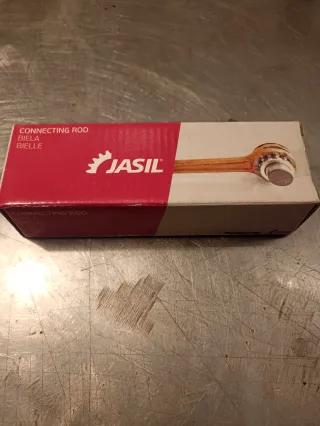 CONNECTING ROD
BIELA
BIELLE
JASIL
CONNECTING ROD